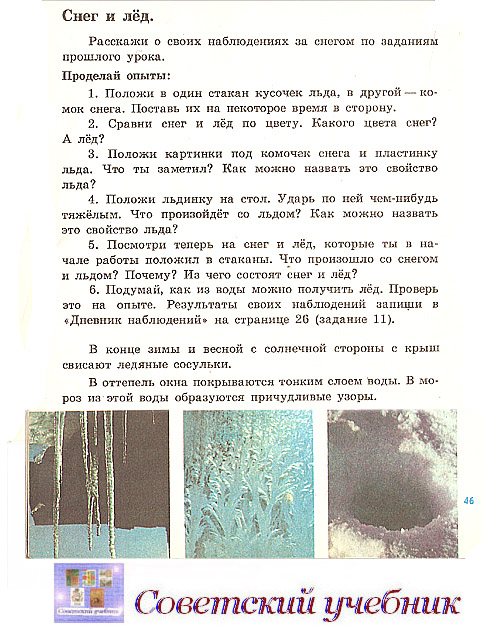 Снег и лёд.
Расскажи о своих наблюдениях за снегом по заданиям
прошлого урока.
Проделай опыты:
1. Положи в один стакан кусочек льда, в другой — ко-
мок снега. Поставь их на некоторое время в сторону.
2. Сравни снег и лёд по цвету. Какого цвета снег?
А лёд?
3. Положи картинки под комочек снега и пластинку
льда. Что ты заметил? Как можно назвать это свойство
льда?
4. Положи льдинку на стол. Ударь по ней чем-нибудь
тяжёлым. Что произойдёт со льдом? Как можно назвать
это свойство льда?
5. Посмотри теперь на снег и лёд, которые ты в на-
чале работы положил в стаканы. Что произошло со снегом
и льдом? Почему? Из чего состоят снег и лёд?
6. Подумай, как из воды можно получить лёд. Проверь
это на опыте. Результаты своих наблюдений запиши в
«Дневник наблюдений» на странице 26 (задание 11).
В конце зимы и весной с солнечной стороны с крыш
свисают ледяные сосульки.
В оттепель окна покрываются тонким слоем воды. В мо-
роз из этой воды образуются причудливые узоры.
46
Советский учебник
Советский учебник